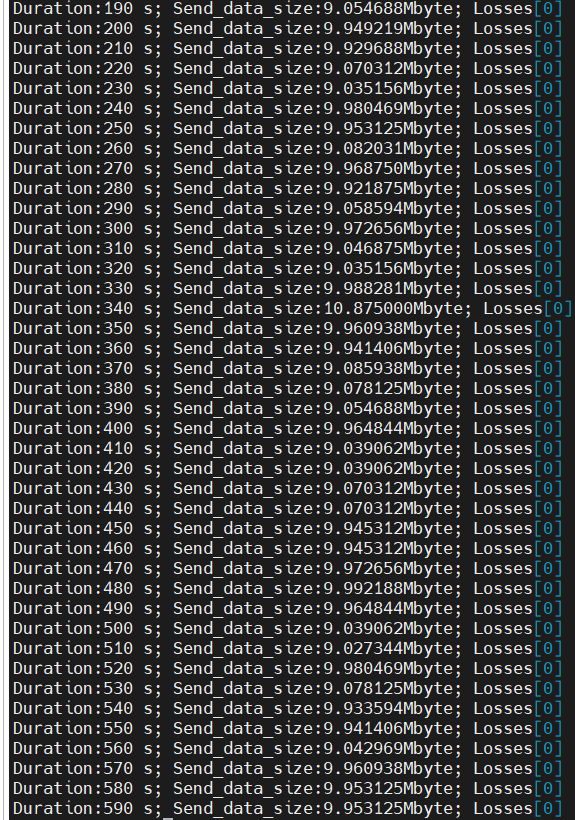 Duration:190 s; Send_data_size:9.054688Mbyte; Losses[0]
Duration:200 s; Send_data_size:9.949219Mbyte; Losses[0]
Duration:210 s; Send_data_size:9.929688Mbyte; Losses[0]
Duration:220 s; Send_data_size:9.070312Mbyte; Losses[0]
Duration:230 s; Send_data_size:9.035156Mbyte; Losses[0]
Duration:240 s; Send_data_size:9.980469Mbyte; Losses[0]
Duration:250 s; Send_data_size:9.953125Mbyte; Losses[0]
Duration:260 s; Send_data_size:9.082031Mbyte; Losses[0]
Duration:270 s; Send_data_size:9.968750Mbyte; Losses[0]
Duration:280 s; Send_data_size:9.921875Mbyte; Losses[0]
Duration:290 s; Send_data_size:9.058594Mbyte; Losses[0]
Duration:300 s; Send_data_size:9.972656Mbyte; Losses[0]
Duration:310 s; Send_data_size:9.046875Mbyte; Losses[0]
Duration:320 s; Send_data_size:9.035156Mbyte; Losses[0]
Duration:330 s; Send_data_size:9.988281Mbyte; Losses[0]
Duration:340 s; Send_data_size:10.875000Mbyte; Losses[0]
Duration:350 s; Send_data_size:9.960938Mbyte; Losses[0]
Duration:360 s; Send_data_size:9.941406Mbyte; Losses[0]
Duration:370 s; Send_data_size:9.085938Mbyte; Losses[0]
Duration:380 s; Send_data_size:9.078125Mbyte; Losses[0]
Duration:390 s; Send_data_size:9.054688Mbyte; Losses[0]
Duration:400 s; Send_data_size:9.964844Mbyte; Losses[0]
Duration:410 s; Send_data_size:9.039062Mbyte; Losses[0]
Duration:420 s; Send_data_size:9.039062Mbyte; Losses[0]
Duration:430 s; Send_data_size:9.070312Mbyte; Losses[0]
Duration:440 s; Send_data_size:9.070312Mbyte; Losses[0]
Duration:450 s; Send_data_size:9.945312Mbyte; Losses[0]
Duration:460 s; Send_data_size:9.945312Mbyte; Losses[0]
Duration:470 s; Send_data_size:9.972656Mbyte; Losses[0]
Duration:480 s; Send_data_size:9.992188Mbyte; Losses[0]
Duration:490 s; Send_data_size:9.964844Mbyte; Losses[0]
Duration:500 s; Send_data_size:9.039062Mbyte; Losses[0]
Duration:510 s; Send_data_size:9.027344Mbyte; Losses[0]
Duration:520 s; Send_data_size:9.980469Mbyte; Losses[0]
Duration:530 s; Send_data_size:9.078125Mbyte; Losses[0]
Duration:540 s; Send_data_size:9.933594Mbyte; Losses[0]
Duration:550 s; Send_data_size:9.941406Mbyte; Losses[0]
Duration:560 s; Send_data_size:9.042969Mbyte; Losses[0]
Duration:570 s; Send_data_size:9.960938Mbyte; Losses[0]
Duration:580 s; Send_data_size:9.953125Mbyte; Losses[0]
Duration:590 s; Send_data_size:9.953125Mbyte; Losses[0]